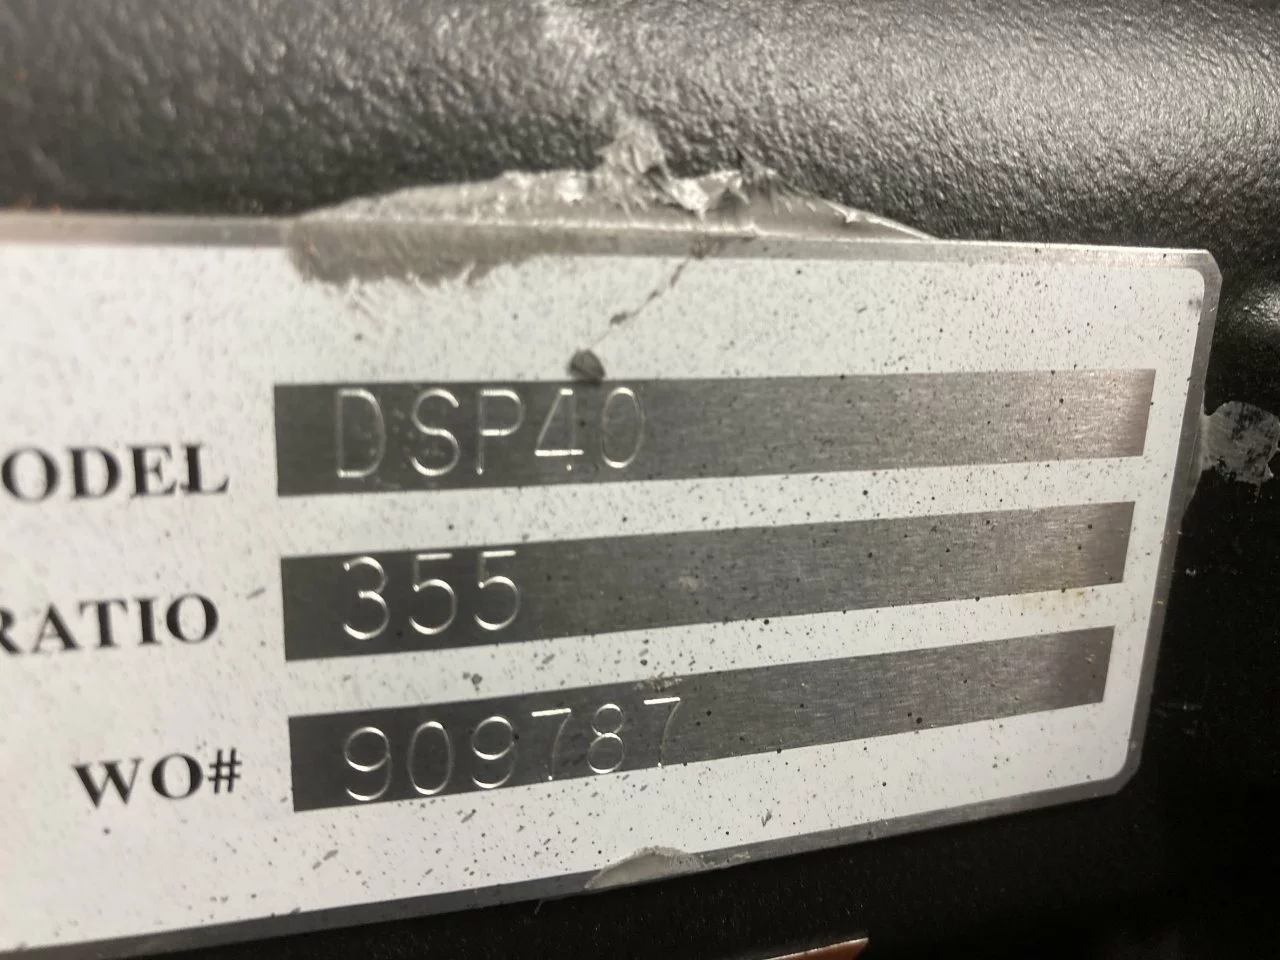 ODEL DSP40
RATIO 355
WO# 909787